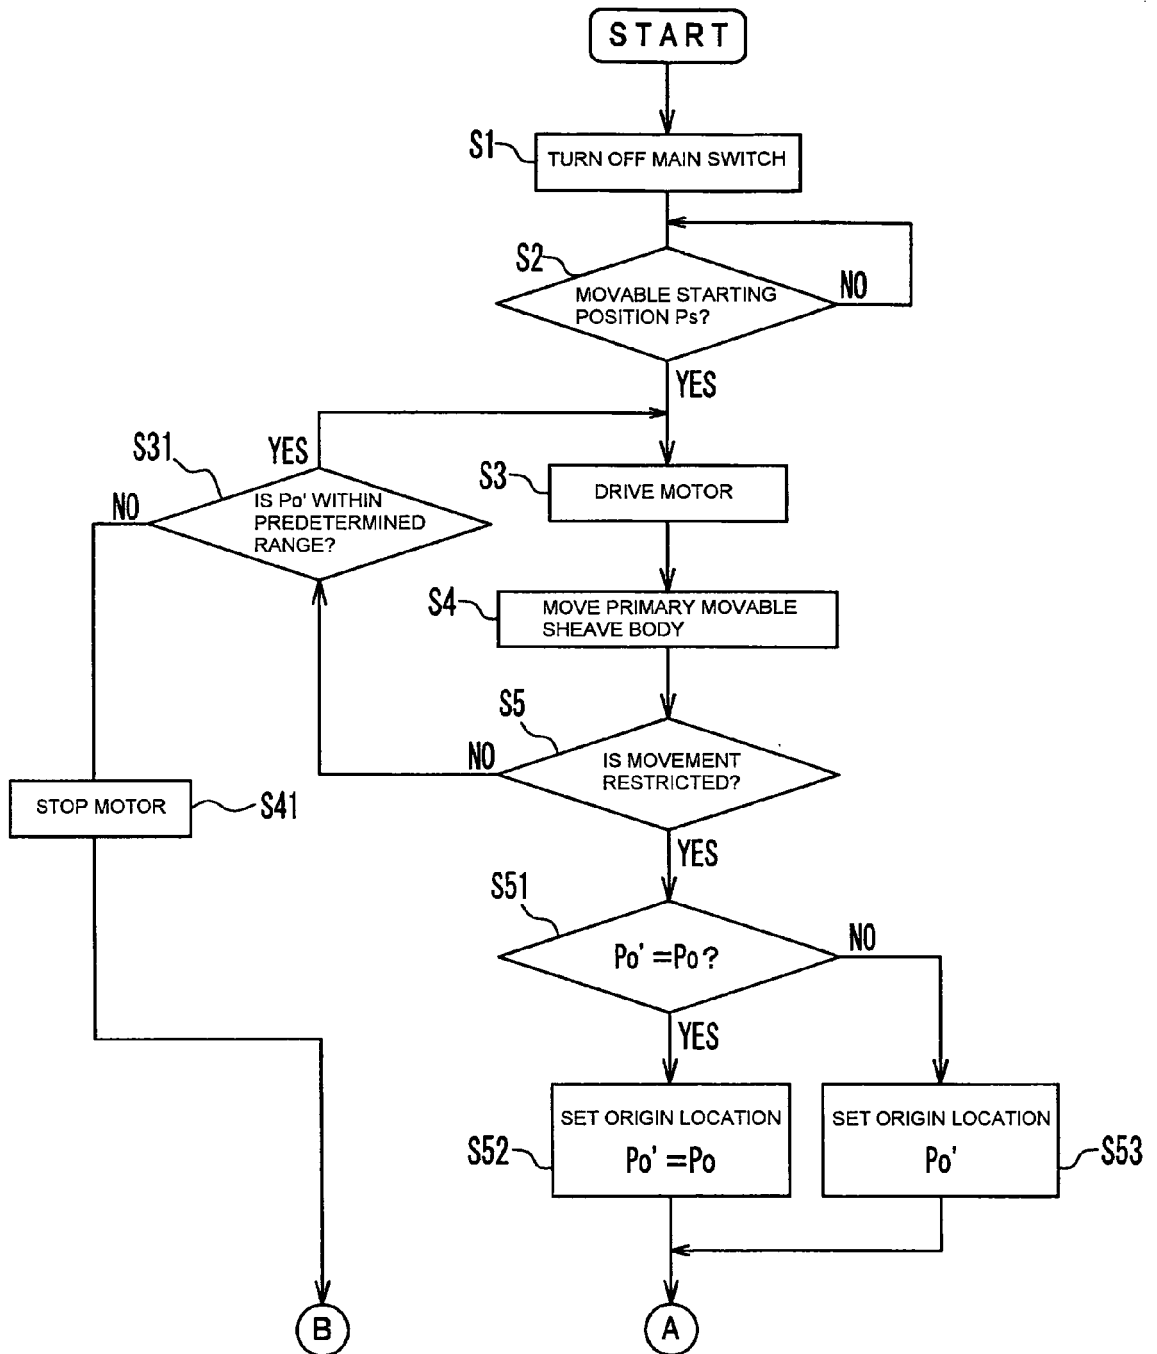 START
S1
TURN OFF MAIN SWITCH
S2
MOVABLE STARTING
POSITION Ps?
NO
YES
S31
YES
NO
IS Po' WITHIN
PREDETERMINED
RANGE?
S3
DRIVE MOTOR
S4
MOVE PRIMARY MOVABLE
SHEAVE BODY
S5
NO
IS MOVEMENT
RESTRICTED?
STOP MOTOR
S41
YES
S51
Po'=Po?
NO
YES
SET ORIGIN LOCATION
Po'=Po
S52
SET ORIGIN LOCATION
Po'
S53
B
A